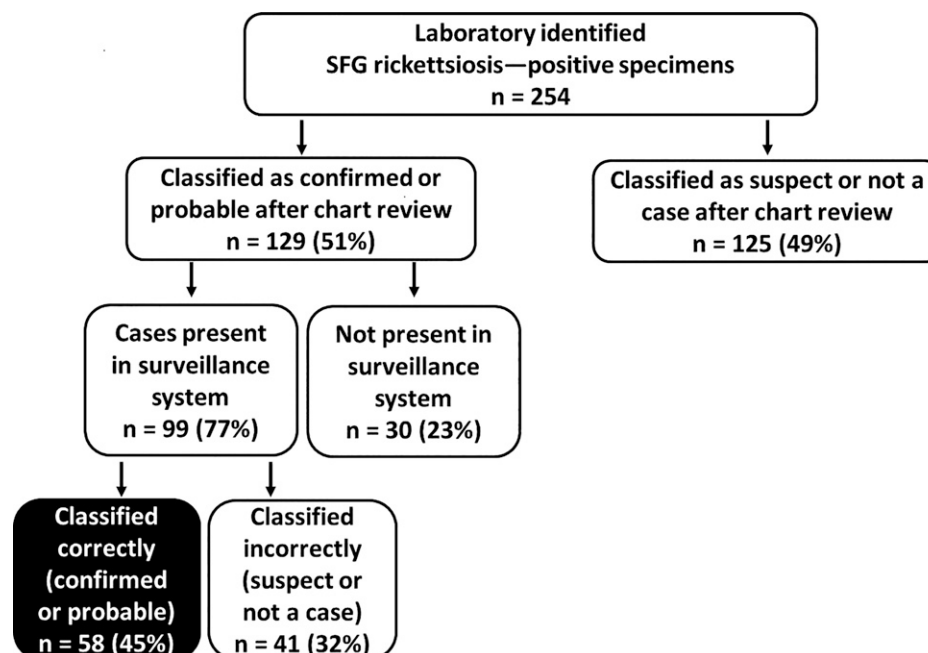 Laboratory identified
SFG rickettsiosis—positive specimens
n = 254
Classified as confirmed or
probable after chart review
n = 129 (51%)
Classified as suspect or not a
case after chart review
n = 125 (49%)
Cases present
in surveillance
system
n = 99 (77%)
Not present in
surveillance
system
n = 30 (23%)
Classified
correctly
(confirmed
or probable)
n = 58 (45%)
Classified
incorrectly
(suspect or
not a case)
n = 41 (32%)